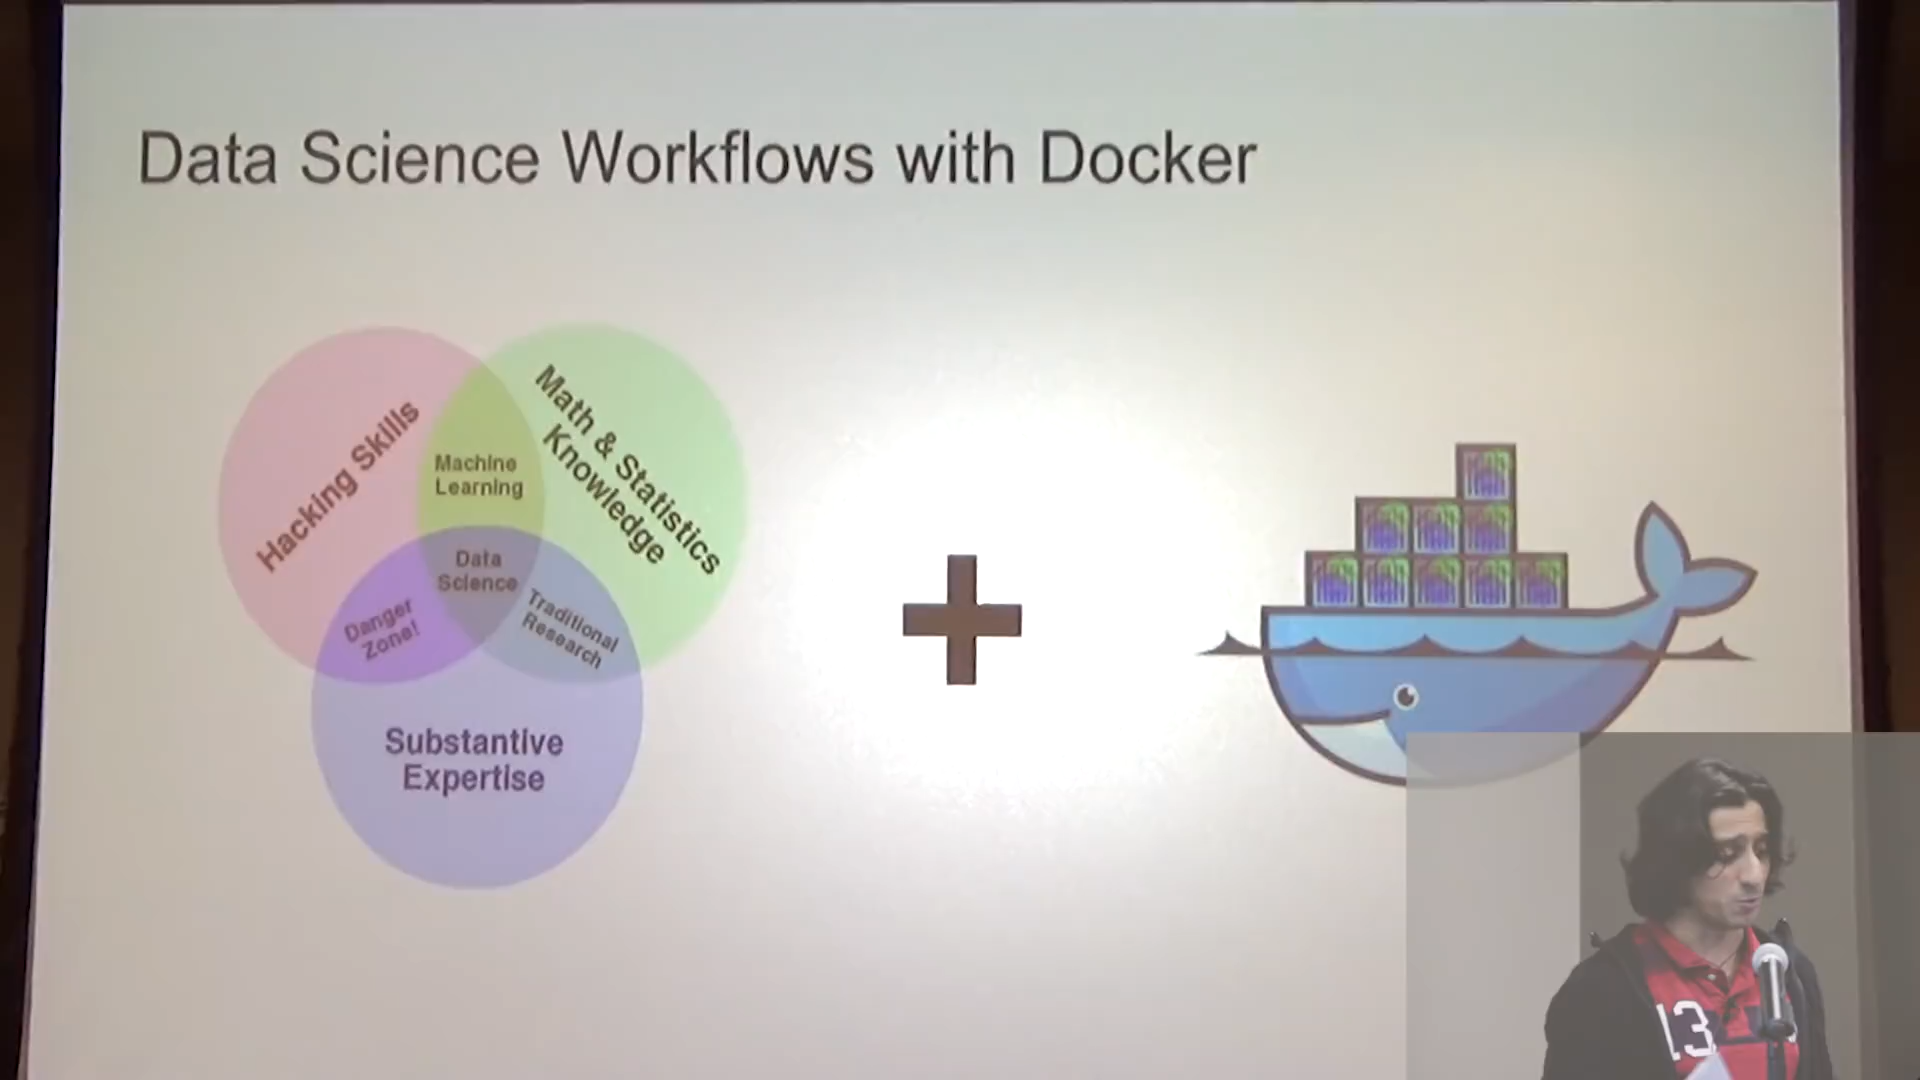 Data Science Workflows with Docker
Hacking Skills
Math & Statistics
Knowledge
Machine
Learning
Data
Science
Danger
Zone!
Traditional
Research
Substantive
Expertise
13